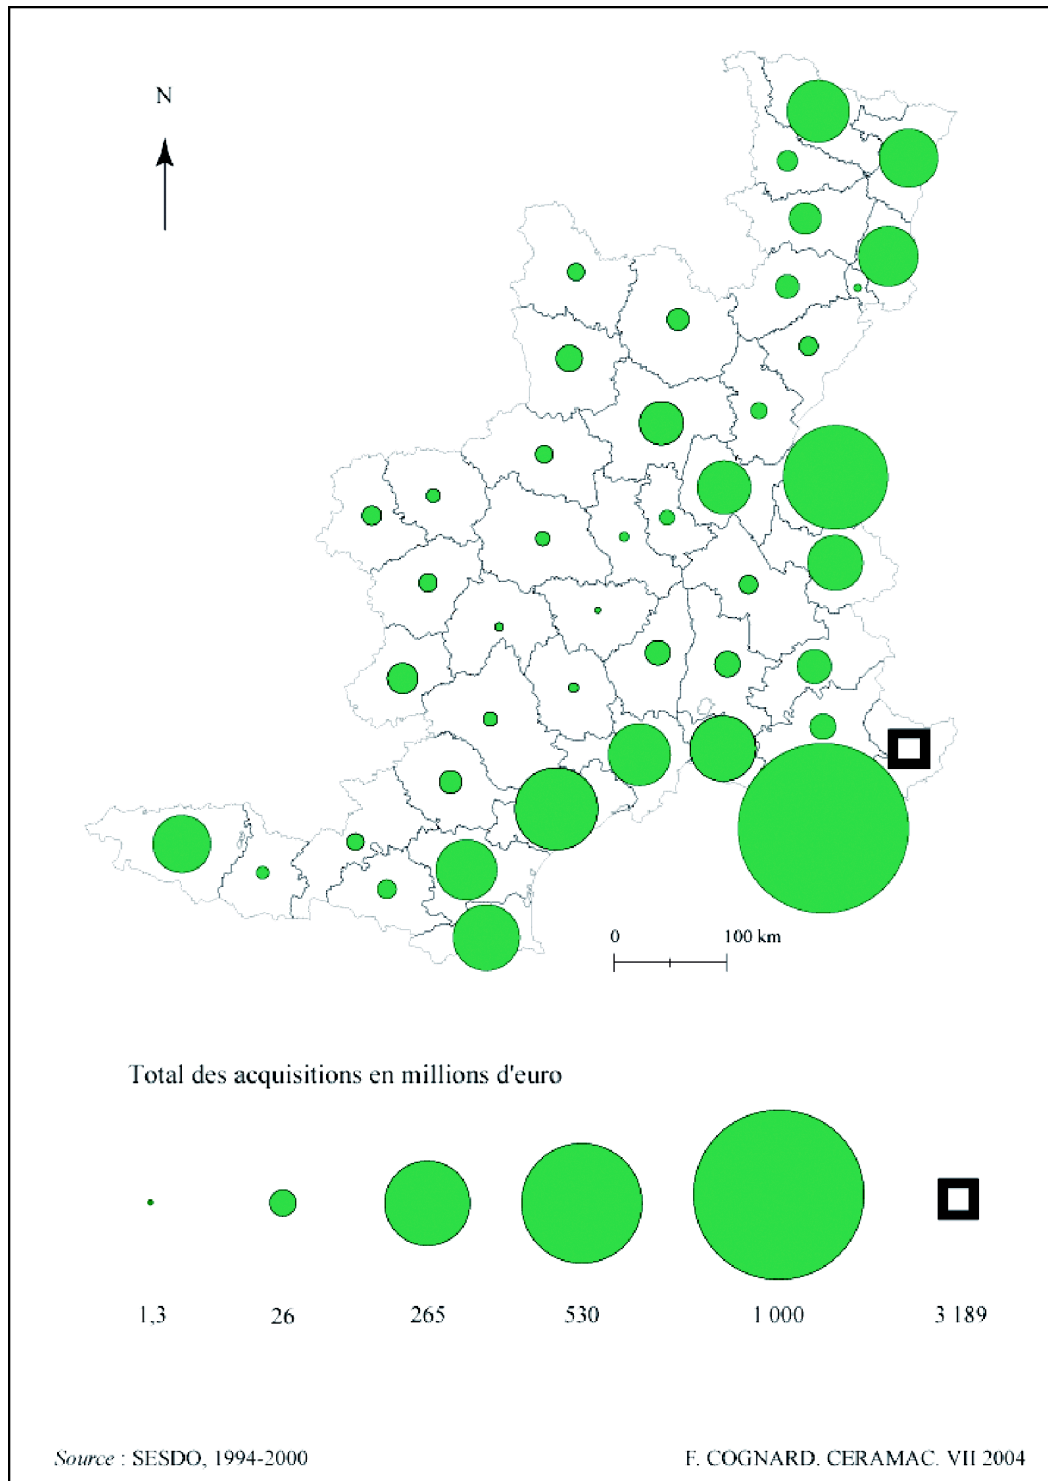 N
0 100 km
Total des acquisitions en millions d'euro
1,3 26 265 530 1 000 3 189
Source : SESDO, 1994-2000
F. COGNARD. CERAMAC. VII 2004